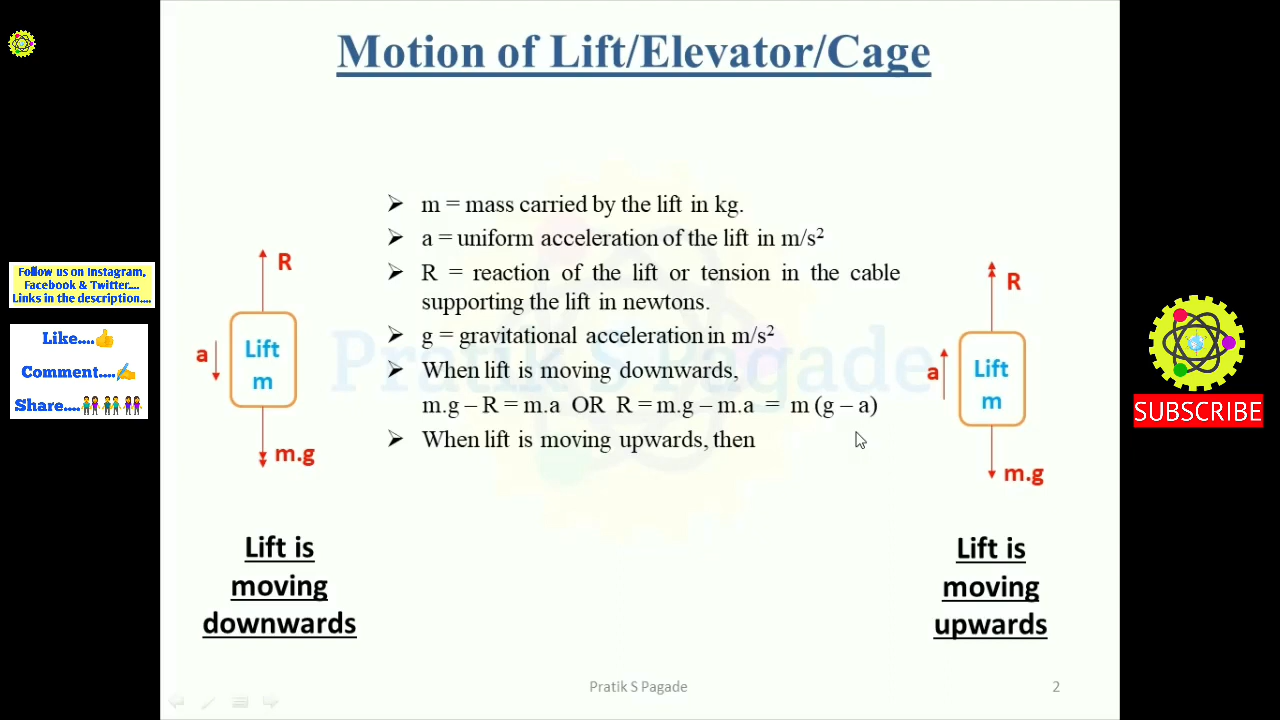 Motion of Lift/Elevator/Cage
➢ m = mass carried by the lift in kg.
➢ a = uniform acceleration of the lift in m/s²
➢ R = reaction of the lift or tension in the cable
supporting the lift in newtons.
➢ g = gravitational acceleration in m/s²
➢ When lift is moving downwards,
m.g – R = m.a OR R = m.g – m.a = m (g – a)
➢ When lift is moving upwards, then
R
a
Lift
m
m.g
Lift is
moving
downwards
R
a
Lift
m
m.g
Lift is
moving
upwards
Follow us on Instagram,
Facebook & Twitter....
Links in the description....
Like....👍
Comment....✍
Share....👫👫👭
SUBSCRIBE
Pratik S Pagade
Pratik S Pagade
2